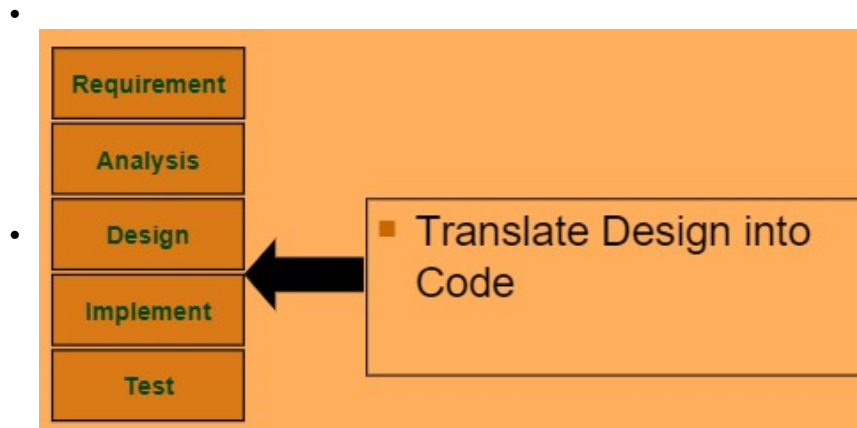 Requirement
Analysis
Design
Implement
Test
Translate Design into
Code